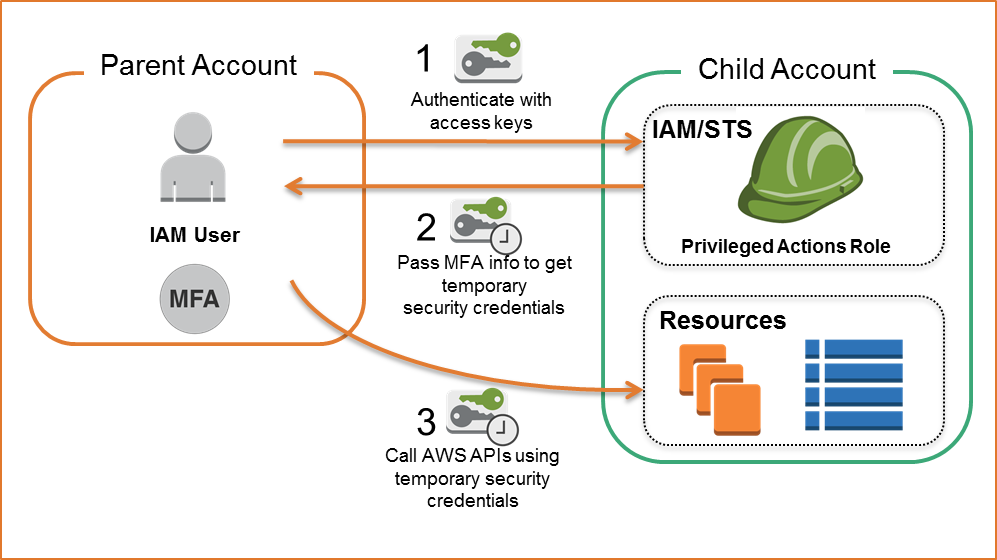 Parent Account
IAM User
MFA
1
Authenticate with
access keys
2
Pass MFA info to get
temporary
security credentials
3
Call AWS APIs using
temporary security
credentials
Child Account
IAM/STS
Privileged Actions Role
Resources